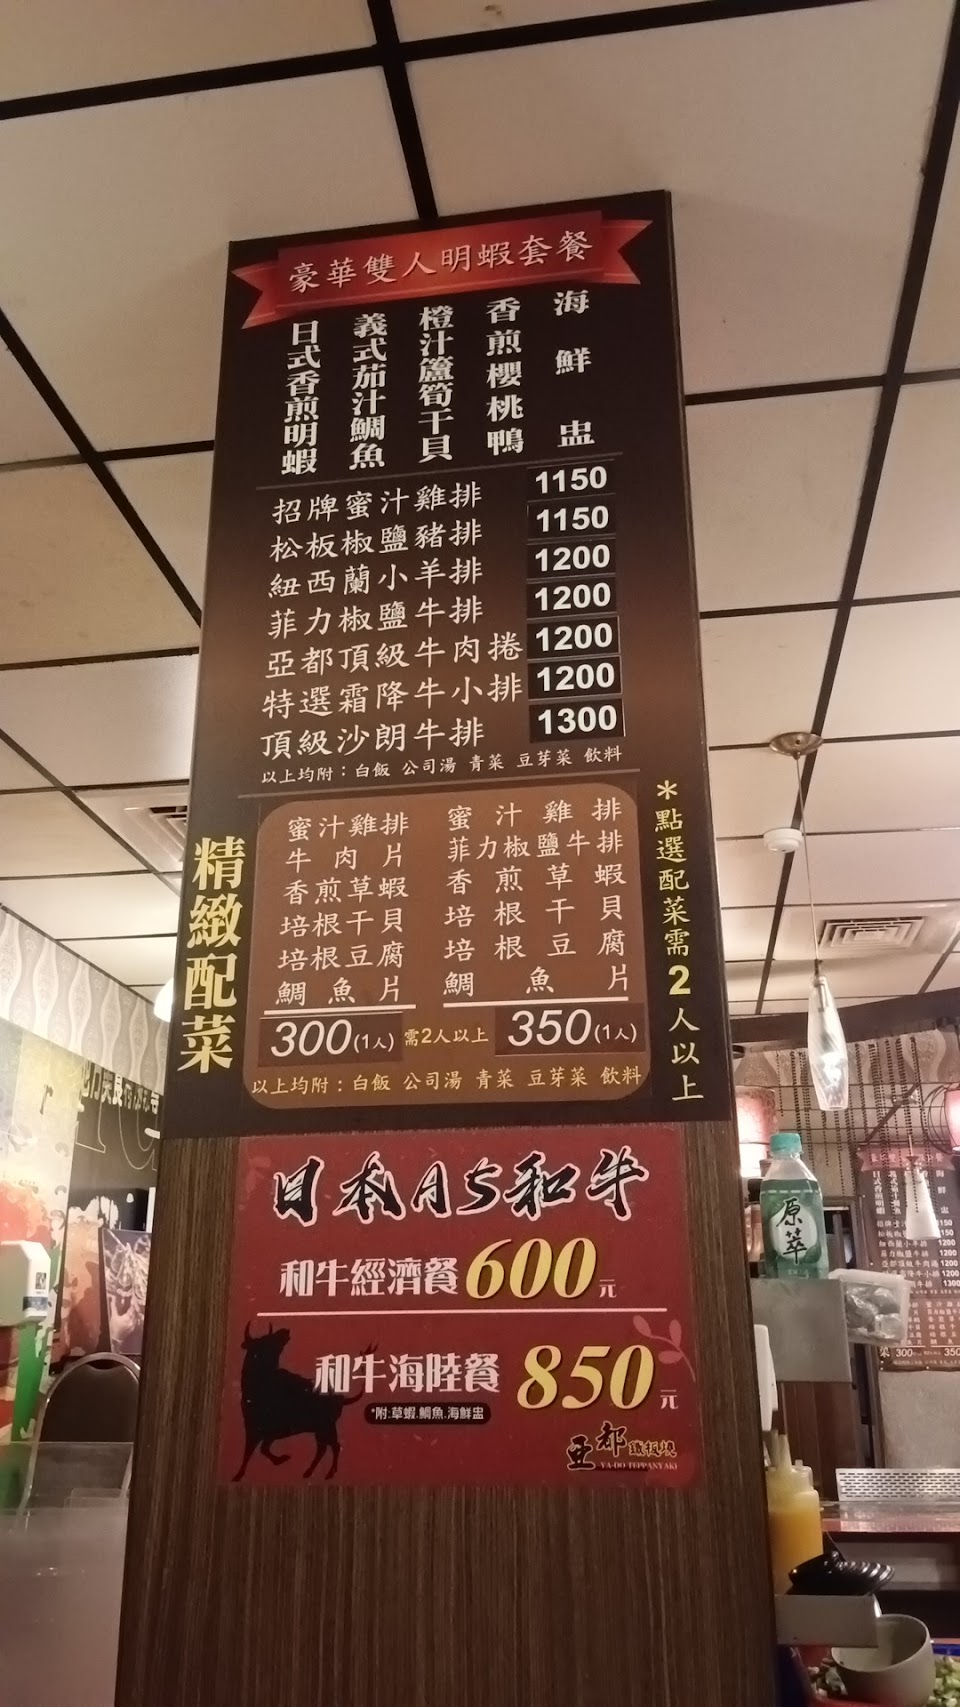 豪華雙人明蝦套餐
海鮮盅
香煎櫻桃鴨
橙汁蘆筍干貝
義式茄汁鯛魚
日式香煎明蝦
招牌蜜汁雞排 1150
松板椒鹽豬排 1150
紐西蘭小羊排 1200
菲力椒鹽牛排 1200
亞都頂級牛肉捲 1200
特選霜降牛小排 1200
頂級沙朗牛排 1300
以上均附：白飯 公司湯 青菜 豆芽菜 飲料
精緻配菜
蜜汁雞排
牛肉片
香煎草蝦
培根干貝
培根豆腐
鯛魚片
300(1人)
需2人以上
蜜汁雞排
菲力椒鹽牛排
香煎草蝦
培根干貝
培根豆腐
鯛魚片
350(1人)
以上均附：白飯 公司湯 青菜 豆芽菜 飲料
＊點選配菜需2人以上
日本A5和牛
和牛經濟餐600元
和牛海陸餐850元
*附:草蝦.鯛魚.海鮮盅
亞都鐵板燒
YA-DO TEPPANYAKI
原萃